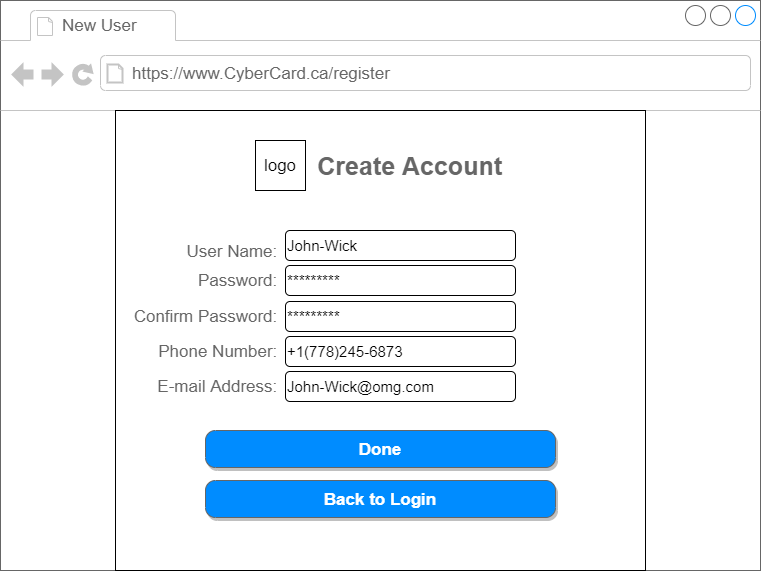 New User
https://www.CyberCard.ca/register
logo Create Account
User Name: John-Wick
Password: *********
Confirm Password: *********
Phone Number: +1(778)245-6873
E-mail Address: John-Wick@omg.com
Done
Back to Login